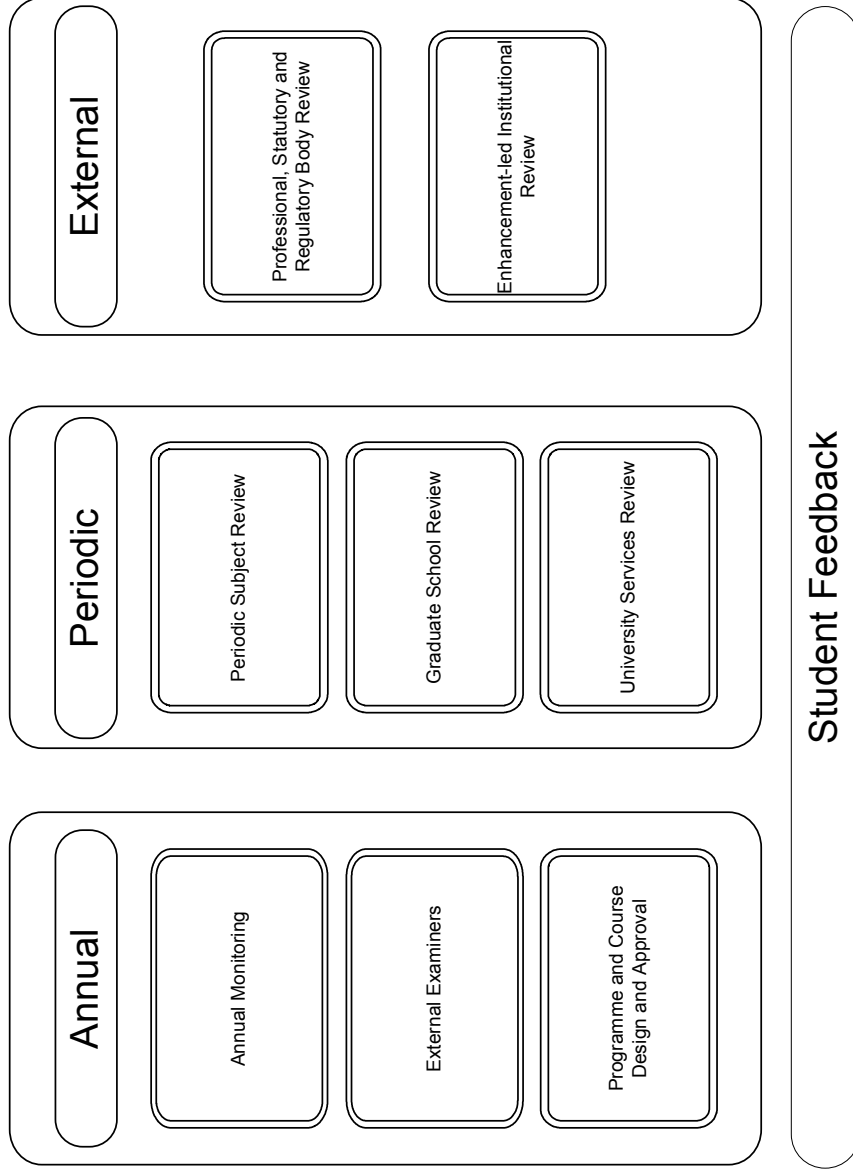 Annual
Annual Monitoring
External Examiners
Programme and Course
Design and Approval
Periodic
Periodic Subject Review
Graduate School Review
University Services Review
External
Professional, Statutory and
Regulatory Body Review
Enhancement-led Institutional
Review
Student Feedback